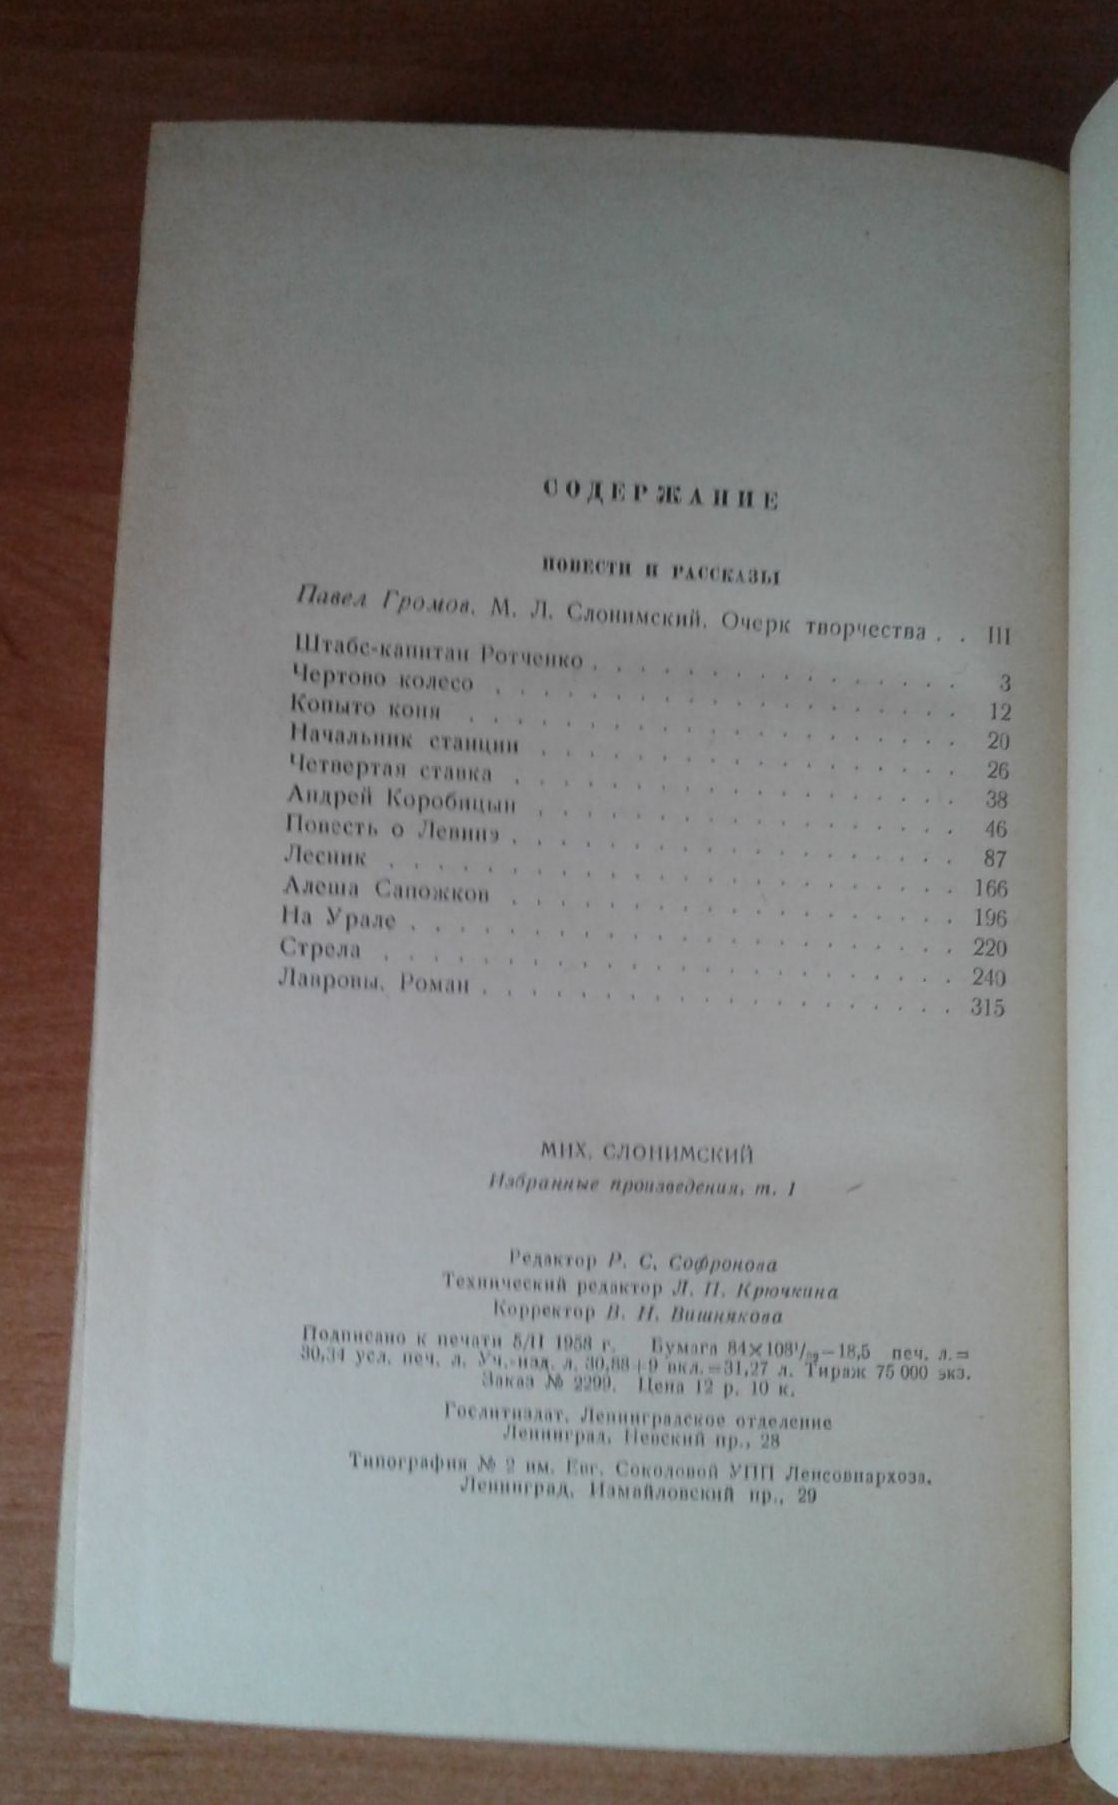 СОДЕРЖАНИЕ
ПОВЕСТИ И РАССКАЗЫ
Павел Громов. М. Л. Слонимский. Очерк творчества . . III
Штабс-капитан Ротченко . . . . . . . . . . . . . . . . 3
Чертово колесо . . . . . . . . . . . . . . . . . . . . 12
Копыто коня . . . . . . . . . . . . . . . . . . . . . 20
Начальник станции . . . . . . . . . . . . . . . . . . 26
Четвертая ставка . . . . . . . . . . . . . . . . . . . 38
Андрей Коробицын . . . . . . . . . . . . . . . . . . 46
Повесть о Левинэ . . . . . . . . . . . . . . . . . . . 87
Лесник . . . . . . . . . . . . . . . . . . . . . . . . 166
Алеша Сапожков . . . . . . . . . . . . . . . . . . . 196
На Урале . . . . . . . . . . . . . . . . . . . . . . . 220
Стрела . . . . . . . . . . . . . . . . . . . . . . . . 240
Лавровы. Роман . . . . . . . . . . . . . . . . . . . . 315
МИХ. СЛОНИМСКИЙ
Избранные произведения, т. 1
Редактор Р. С. Софронова
Технический редактор Л. П. Крючкина
Корректор В. Н. Вишнякова
Подписано к печати 5/II 1958 г. Бумага 84×108¹/₃₂—18,5 печ. л.=
30,34 усл. печ. л. Уч.-изд. л. 30,88+9 вкл.=31,27 л. Тираж 75 000 экз.
Заказ № 2299. Цена 12 р. 10 к.
Гослитиздат. Ленинградское отделение
Ленинград, Невский пр., 28
Типография № 2 им. Евг. Соколовой УПП Ленсовнархоза.
Ленинград, Измайловский пр., 29